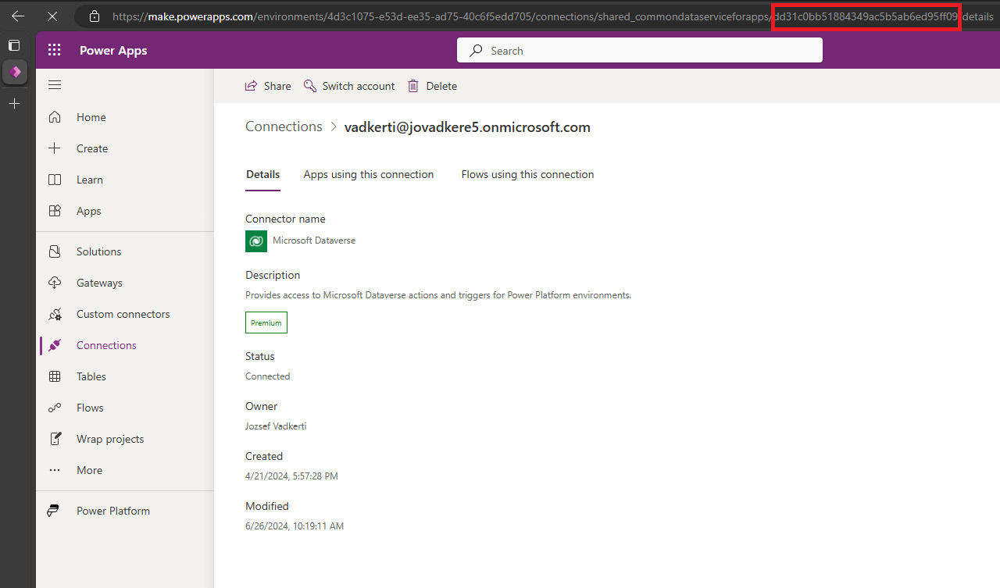 https://make.powerapps.com/environments/4d3c1075-e53d-ee35-ad75-40c6f5edd705/connections/shared_commondataserviceforapps/dd31c0bb51884349ac5b5ab6ed95ff09/details
Power Apps
Search
Share Switch account Delete
Connections > vadkerti@jovadkere5.onmicrosoft.com
Details Apps using this connection Flows using this connection
Home
Create
Learn
Apps
Solutions
Gateways
Custom connectors
Connections
Tables
Flows
Wrap projects
More
Power Platform
Connector name
Microsoft Dataverse
Description
Provides access to Microsoft Dataverse actions and triggers for Power Platform environments.
Premium
Status
Connected
Owner
Jozsef Vadkerti
Created
4/21/2024, 5:57:28 PM
Modified
6/26/2024, 10:19:11 AM